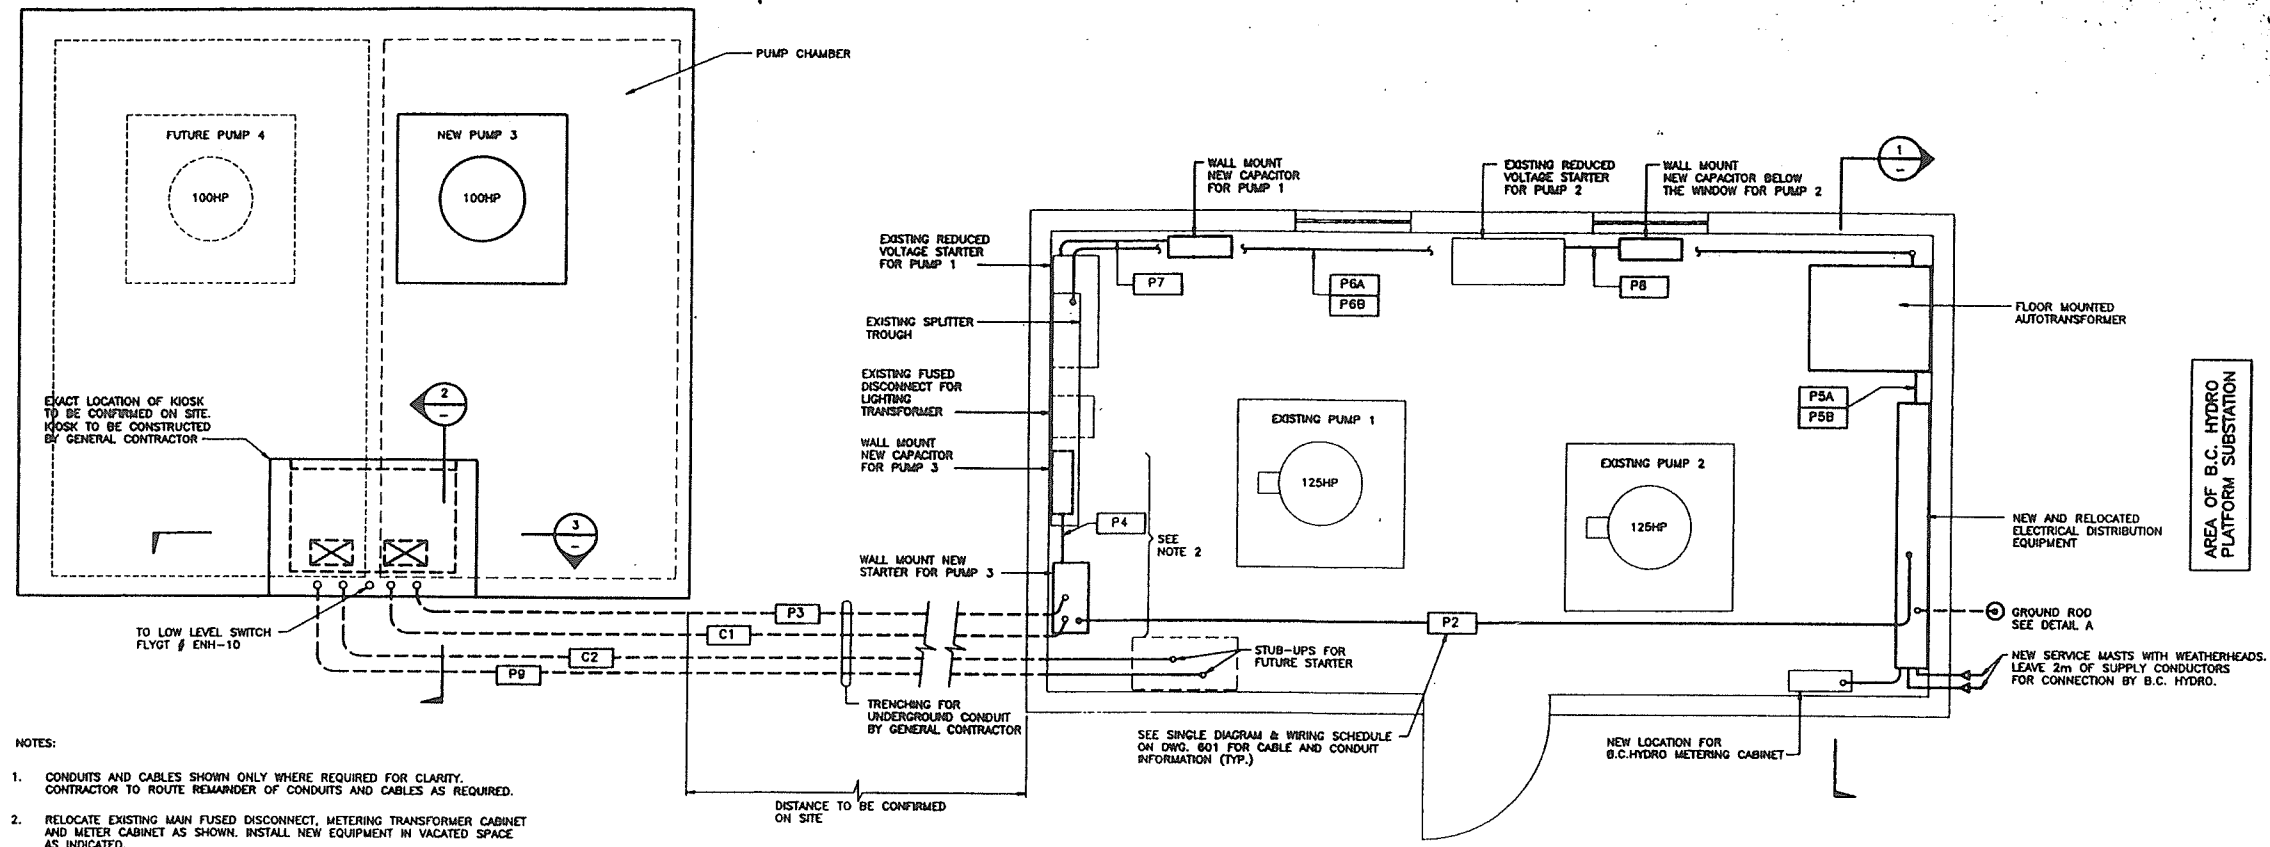 PUMP CHAMBER
FUTURE PUMP 4
100HP
NEW PUMP 3
100HP
EXACT LOCATION OF KIOSK
TO BE CONFIRMED ON SITE.
KIOSK TO BE CONSTRUCTED
BY GENERAL CONTRACTOR
2
-
3
-
TO LOW LEVEL SWITCH
FLYGT # ENH-10
P3
C1
C2
P9
TRENCHING FOR
UNDERGROUND CONDUIT
BY GENERAL CONTRACTOR
DISTANCE TO BE CONFIRMED
ON SITE
WALL MOUNT
NEW CAPACITOR
FOR PUMP 1
EXISTING REDUCED
VOLTAGE STARTER
FOR PUMP 2
WALL MOUNT
NEW CAPACITOR BELOW
THE WINDOW FOR PUMP 2
1
-
EXISTING REDUCED
VOLTAGE STARTER
FOR PUMP 1
P7
P6A
P6B
P8
EXISTING SPLITTER
TROUGH
FLOOR MOUNTED
AUTOTRANSFORMER
EXISTING FUSED
DISCONNECT FOR
LIGHTING
TRANSFORMER
P5A
P5B
AREA OF B.C. HYDRO
PLATFORM SUBSTATION
EXISTING PUMP 1
125HP
EXISTING PUMP 2
125HP
WALL MOUNT
NEW CAPACITOR
FOR PUMP 3
P4
SEE
NOTE 2
NEW AND RELOCATED
ELECTRICAL DISTRIBUTION
EQUIPMENT
WALL MOUNT NEW
STARTER FOR PUMP 3
P2
GROUND ROD
SEE DETAIL A
STUB-UPS FOR
FUTURE STARTER
NEW SERVICE MASTS WITH WEATHERHEADS.
LEAVE 2m OF SUPPLY CONDUCTORS
FOR CONNECTION BY B.C. HYDRO.
SEE SINGLE DIAGRAM & WIRING SCHEDULE
ON DWG. 601 FOR CABLE AND CONDUIT
INFORMATION (TYP.)
NEW LOCATION FOR
B.C.HYDRO METERING CABINET
NOTES:
1. CONDUITS AND CABLES SHOWN ONLY WHERE REQUIRED FOR CLARITY.
CONTRACTOR TO ROUTE REMAINDER OF CONDUITS AND CABLES AS REQUIRED.
2. RELOCATE EXISTING MAIN FUSED DISCONNECT, METERING TRANSFORMER CABINET
AND METER CABINET AS SHOWN. INSTALL NEW EQUIPMENT IN VACATED SPACE
AS INDICATED.